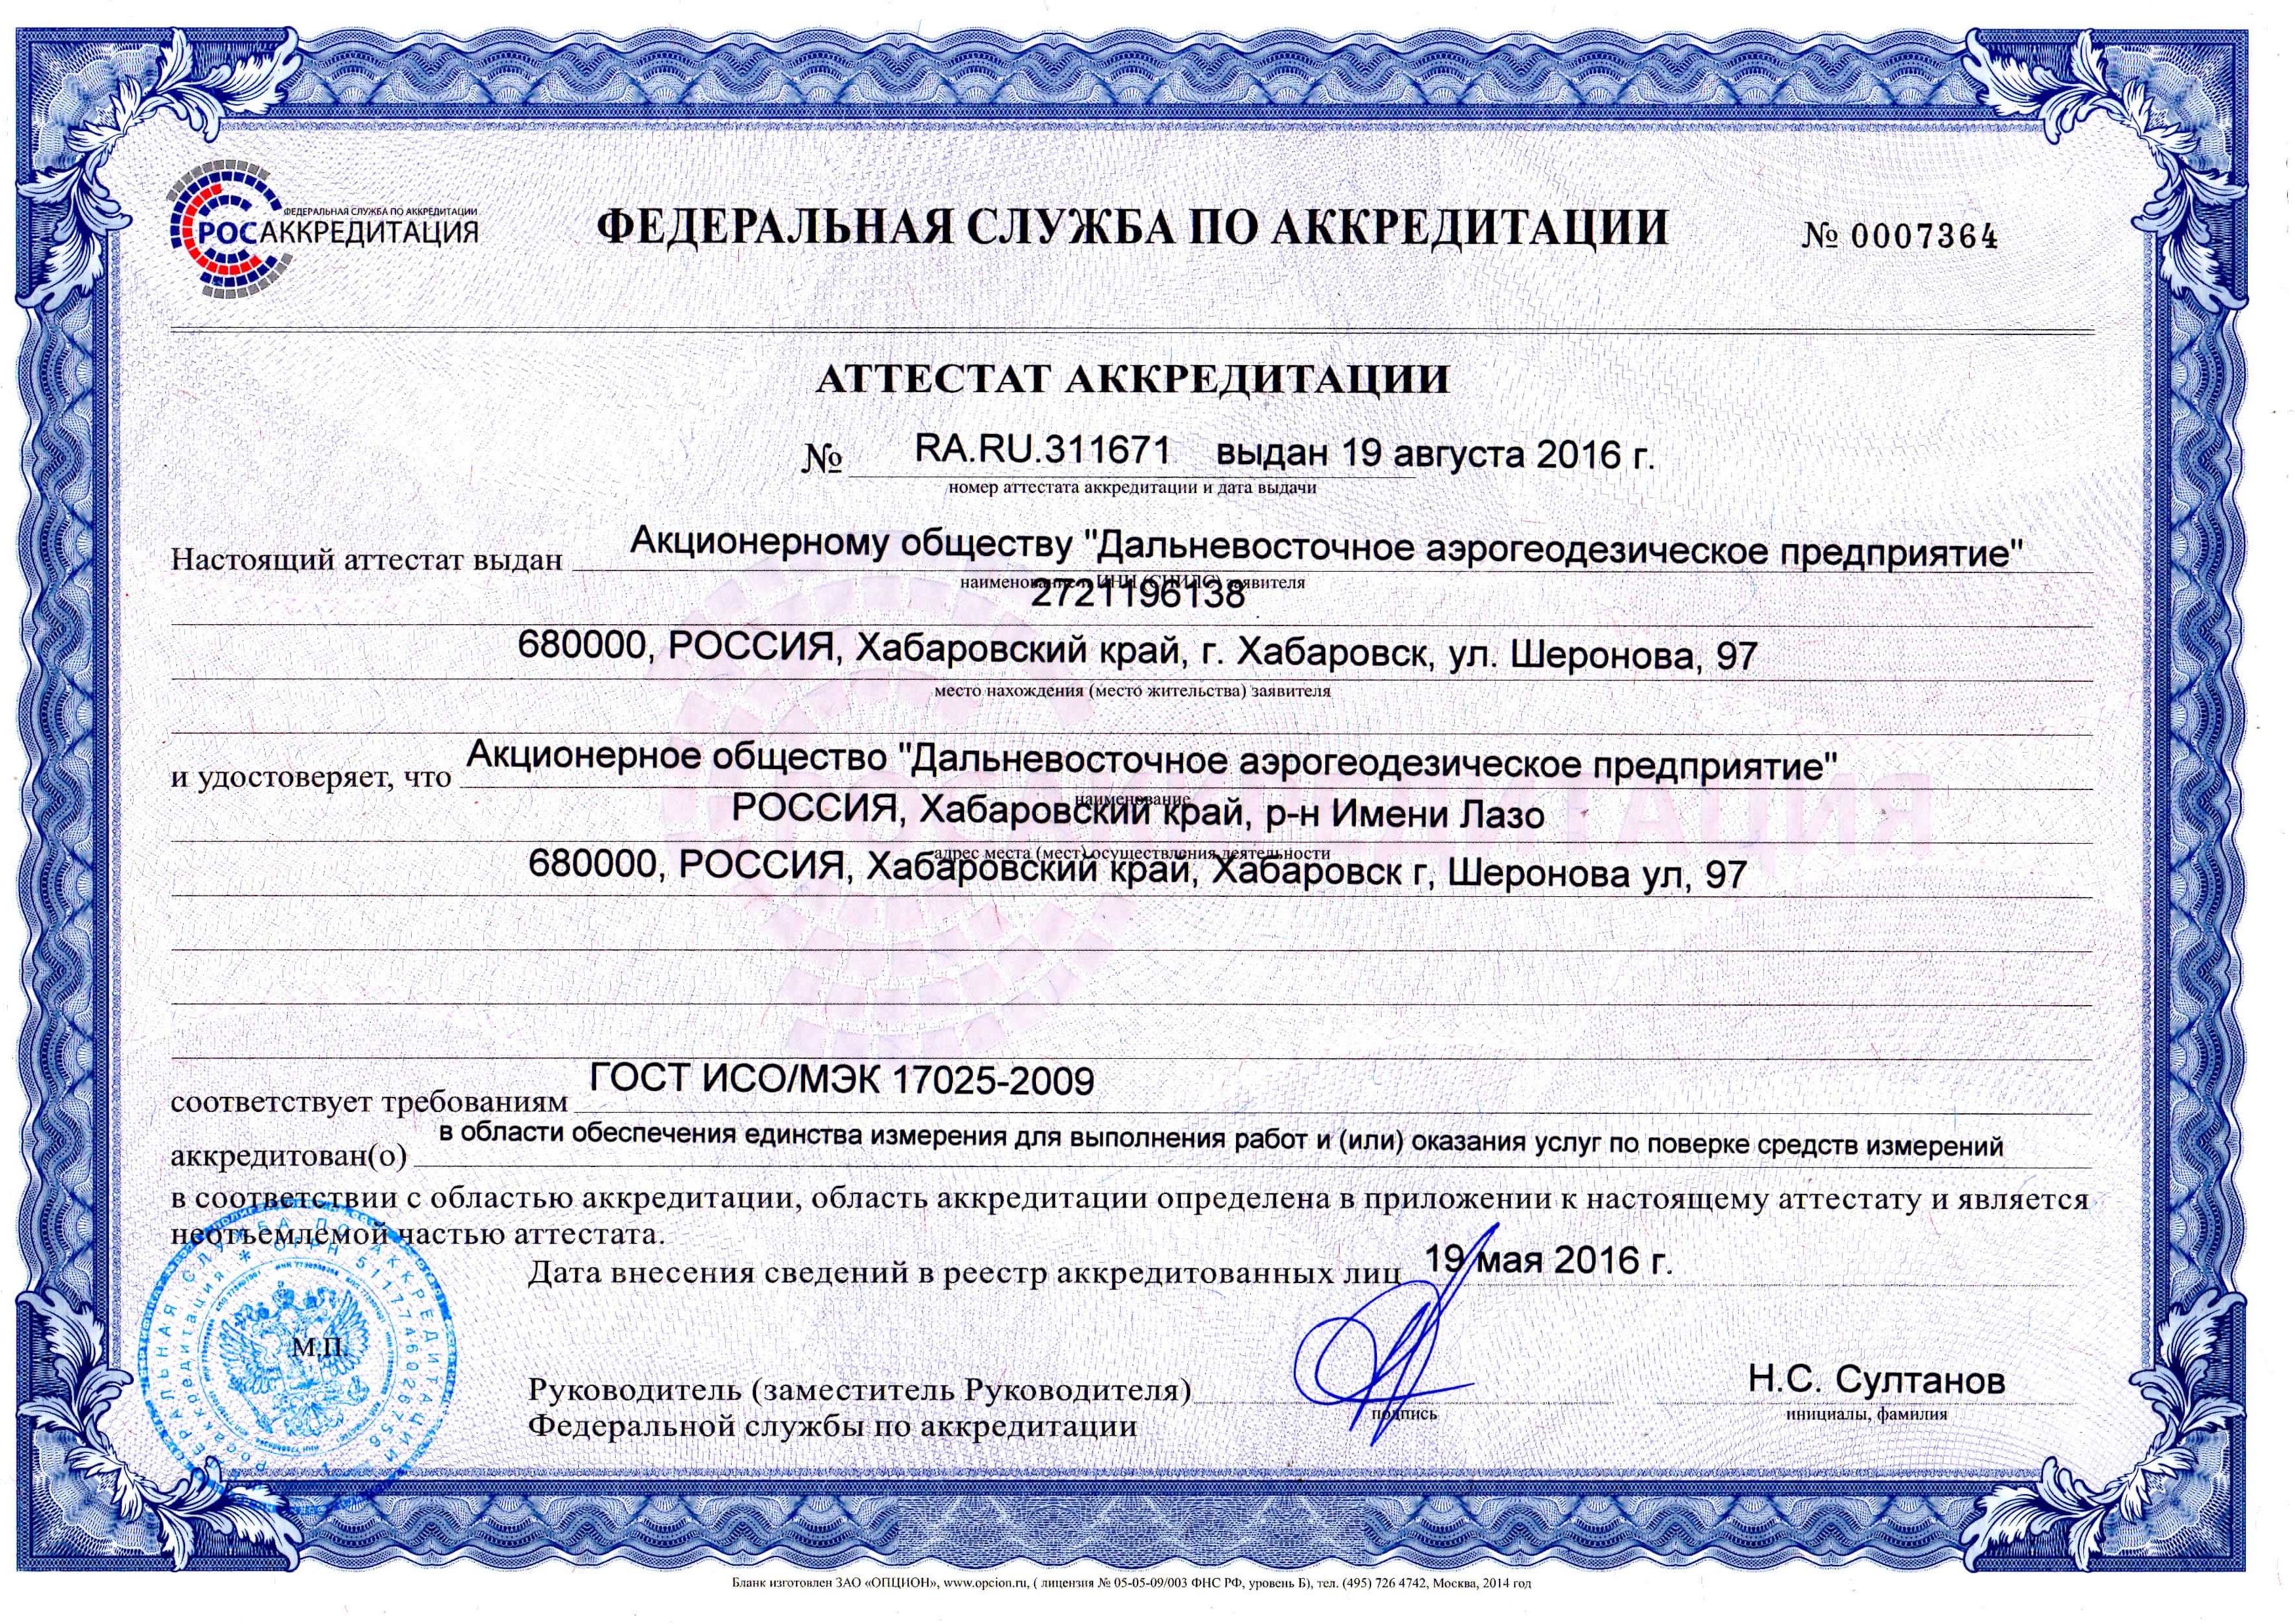 ФЕДЕРАЛЬНАЯ СЛУЖБА ПО АККРЕДИТАЦИИ
РОСАККРЕДИТАЦИЯ
ФЕДЕРАЛЬНАЯ СЛУЖБА ПО АККРЕДИТАЦИИ
№ 0007364
АТТЕСТАТ АККРЕДИТАЦИИ
№ RA.RU.311671 выдан 19 августа 2016 г.
номер аттестата аккредитации и дата выдачи
Настоящий аттестат выдан Акционерному обществу "Дальневосточное аэрогеодезическое предприятие"
наименование и ИНН (СНИЛС) заявителя
2721196138
680000, РОССИЯ, Хабаровский край, г. Хабаровск, ул. Шеронова, 97
место нахождения (место жительства) заявителя
и удостоверяет, что Акционерное общество "Дальневосточное аэрогеодезическое предприятие"
наименование
РОССИЯ, Хабаровский край, р-н Имени Лазо
адрес места (мест) осуществления деятельности
680000, РОССИЯ, Хабаровский край, Хабаровск г, Шеронова ул, 97
соответствует требованиям ГОСТ ИСО/МЭК 17025-2009
аккредитован(о) в области обеспечения единства измерения для выполнения работ и (или) оказания услуг по поверке средств измерений
в соответствии с областью аккредитации, область аккредитации определена в приложении к настоящему аттестату и является
неотъемлемой частью аттестата.
Дата внесения сведений в реестр аккредитованных лиц 19 мая 2016 г.
М.П.
ФЕДЕРАЛЬНАЯ СЛУЖБА ПО АККРЕДИТАЦИИ
Росаккредитация * ОГРН 5117746026756
Руководитель (заместитель Руководителя)
Федеральной службы по аккредитации
подпись
Н.С. Султанов
инициалы, фамилия
Бланк изготовлен ЗАО «ОПЦИОН», www.opcion.ru, ( лицензия № 05-05-09/003 ФНС РФ, уровень Б), тел. (495) 726 4742, Москва, 2014 год